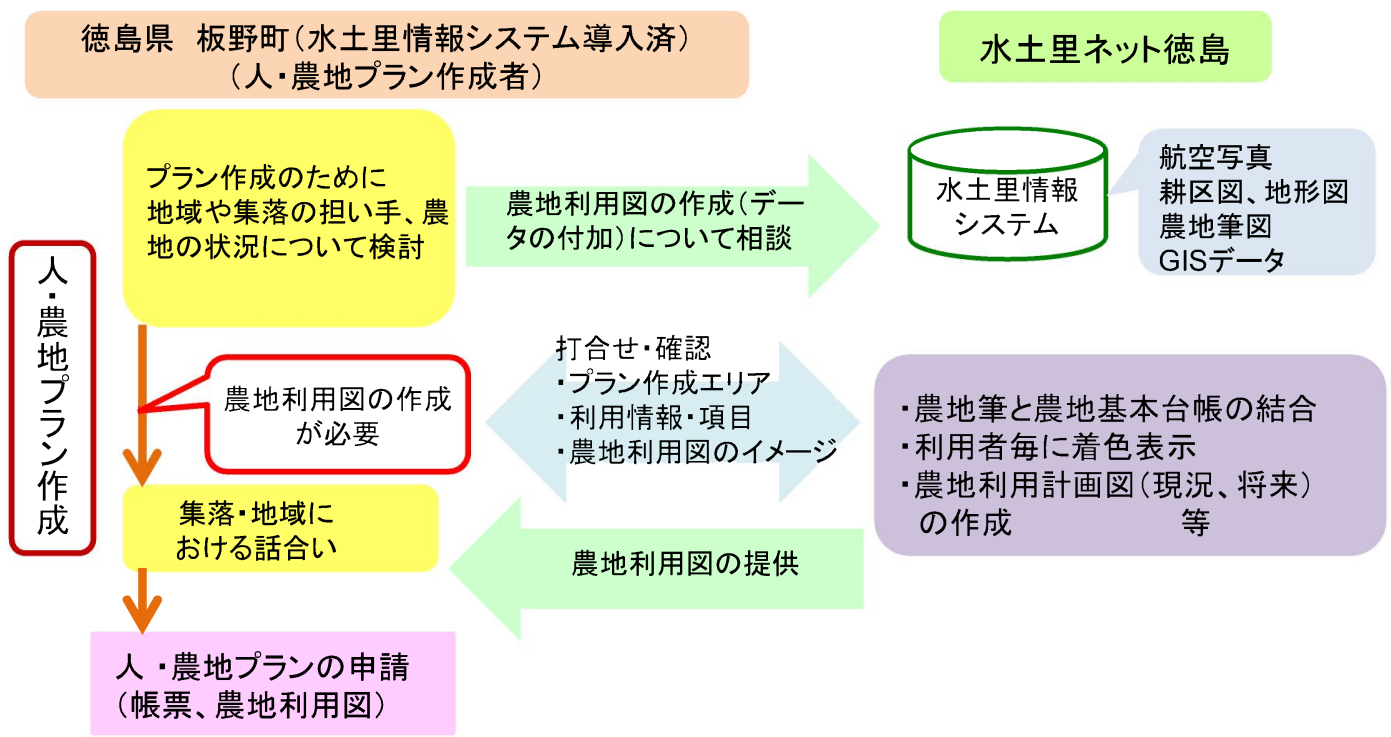 徳島県 板野町（水土里情報システム導入済）
（人・農地プラン作成者）
水土里ネット徳島
プラン作成のために
地域や集落の担い手、農
地の状況について検討
農地利用図の作成（デー
タの付加）について相談
水土里情報
システム
航空写真
耕区図、地形図
農地筆図
GISデータ
人・農地プラン作成
農地利用図の作成
が必要
打合せ・確認
・プラン作成エリア
・利用情報・項目
・農地利用図のイメージ
・農地筆と農地基本台帳の結合
・利用者毎に着色表示
・農地利用計画図（現況、将来）
の作成 等
集落・地域に
おける話合い
農地利用図の提供
人 ・農地プランの申請
（帳票、農地利用図）